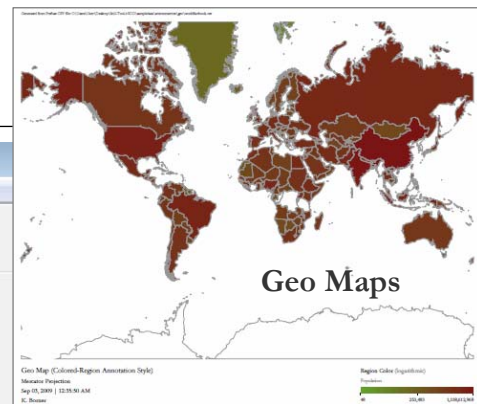 Geo Maps
Geo Map (Colored-Region Annotation Style)
Mercator Projection
Sep 03, 2009 | 12:35:50 AM
K. Borner
Region Color (logarithmic)
Population